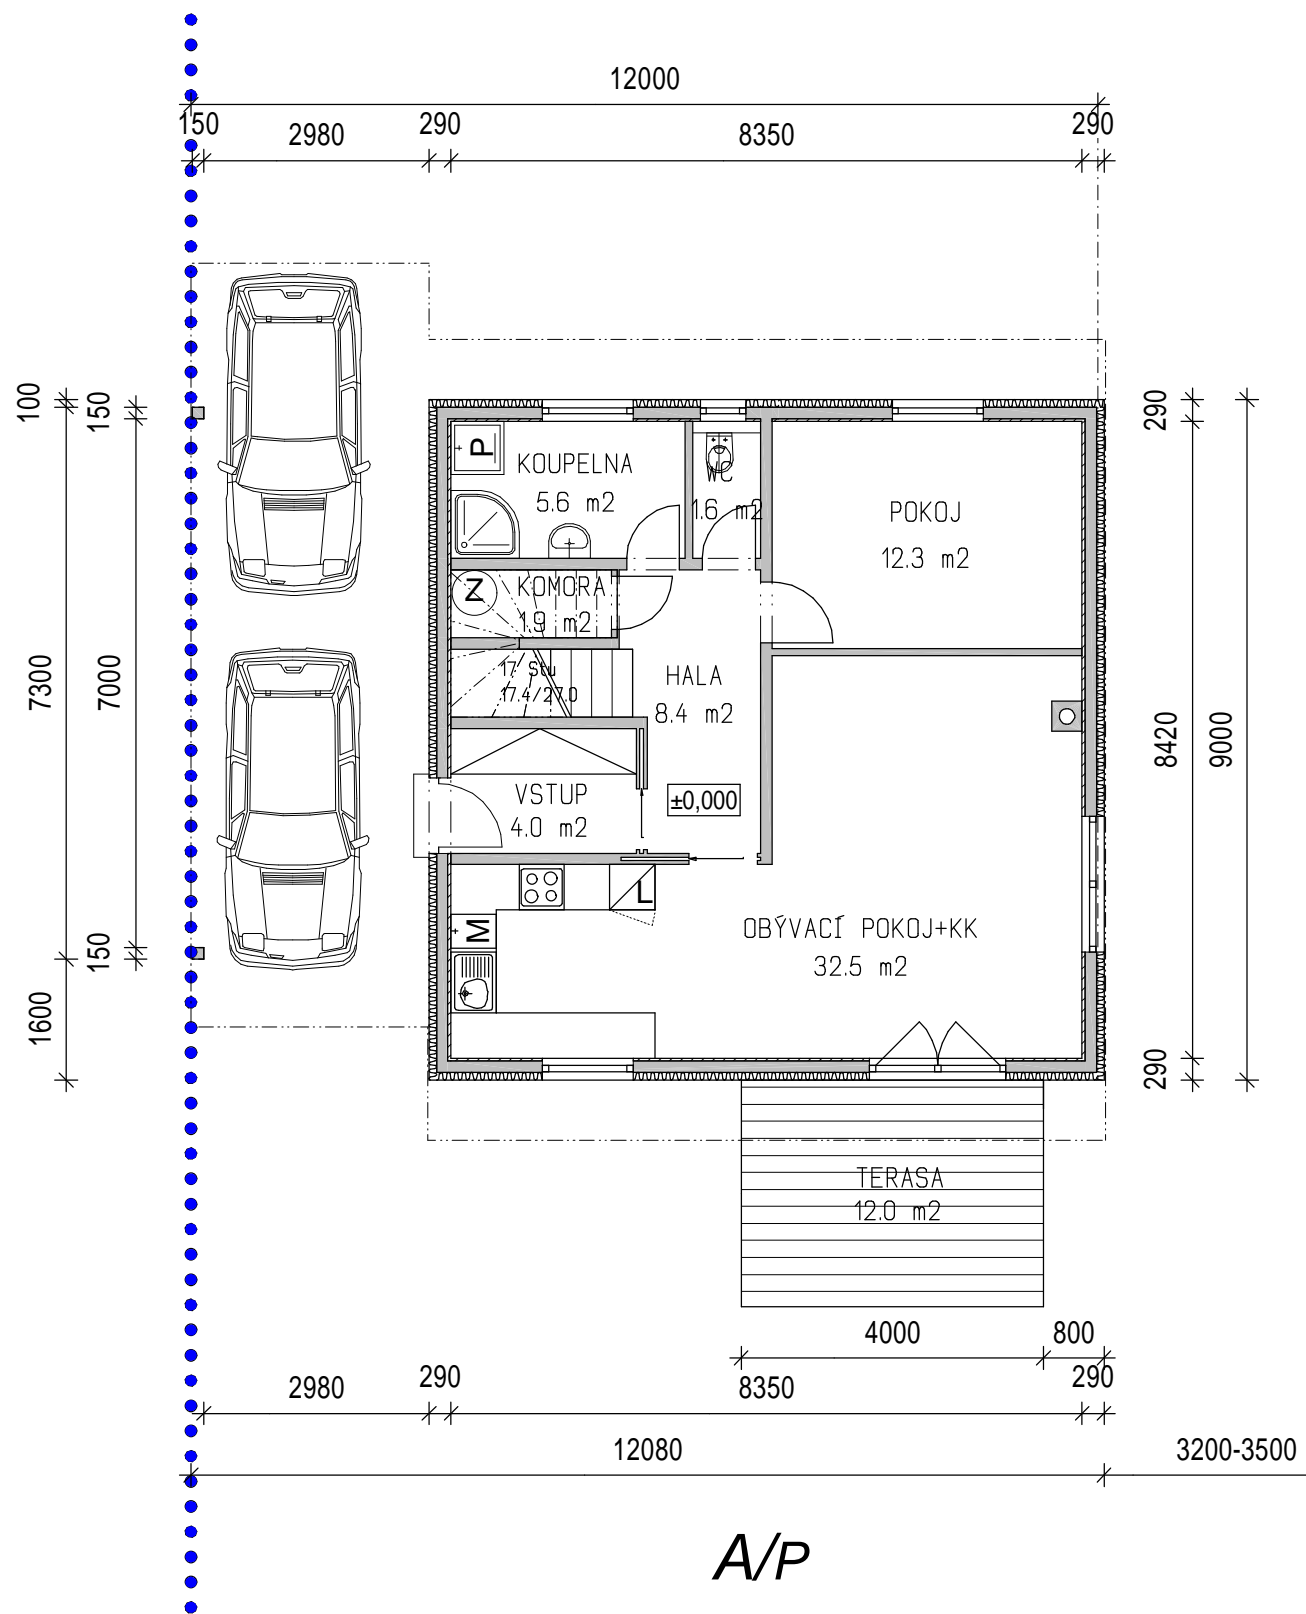 12000
150 2980 290 8350 290
100
150
7300
7000
150
1600
290
8420
9000
290
P
KOUPELNA
5.6 m2
WC
1.6 m2
POKOJ
12.3 m2
Z
KOMORA
1.9 m2
17 Stu
17.4/27.0
HALA
8.4 m2
VSTUP
4.0 m2
±0,000
L
M
OBÝVACÍ POKOJ+KK
32.5 m2
TERASA
12.0 m2
4000 800
2980 290 8350 290
12080 3200-3500
A/P